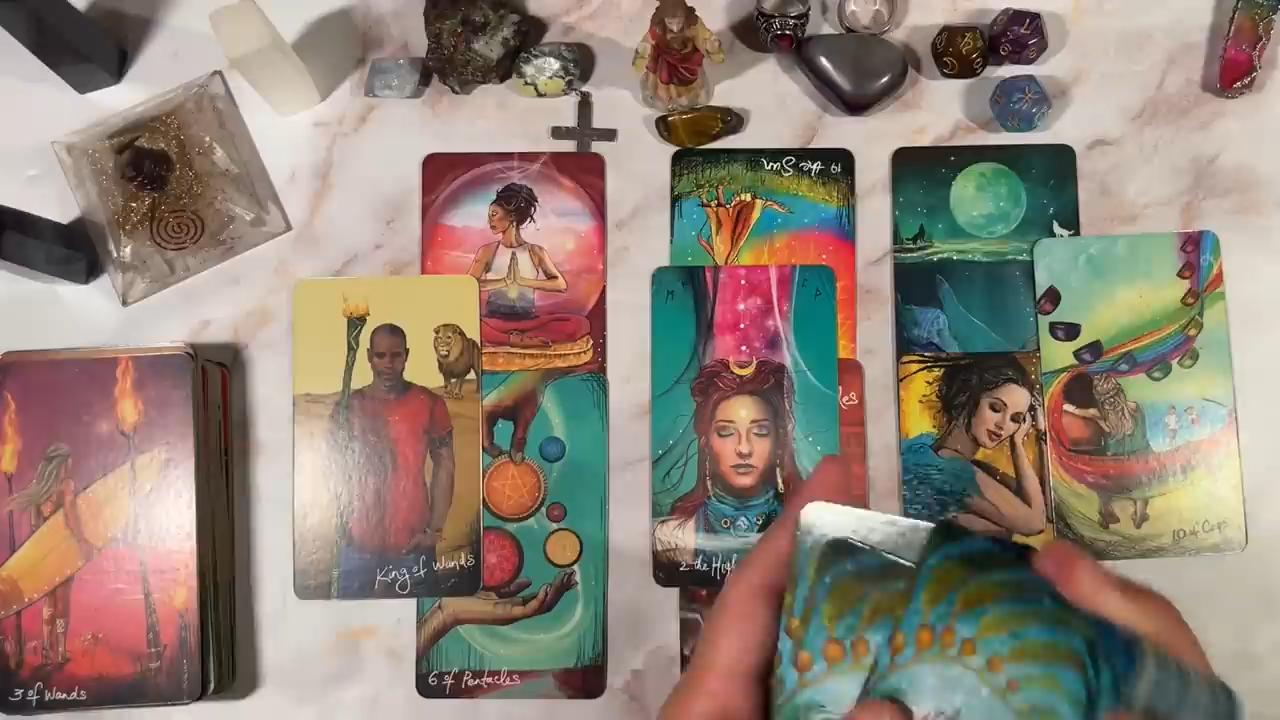 19 the Sun
King of Wands
2 the High
10 of Cups
6 of Pentacles
3 of Wands